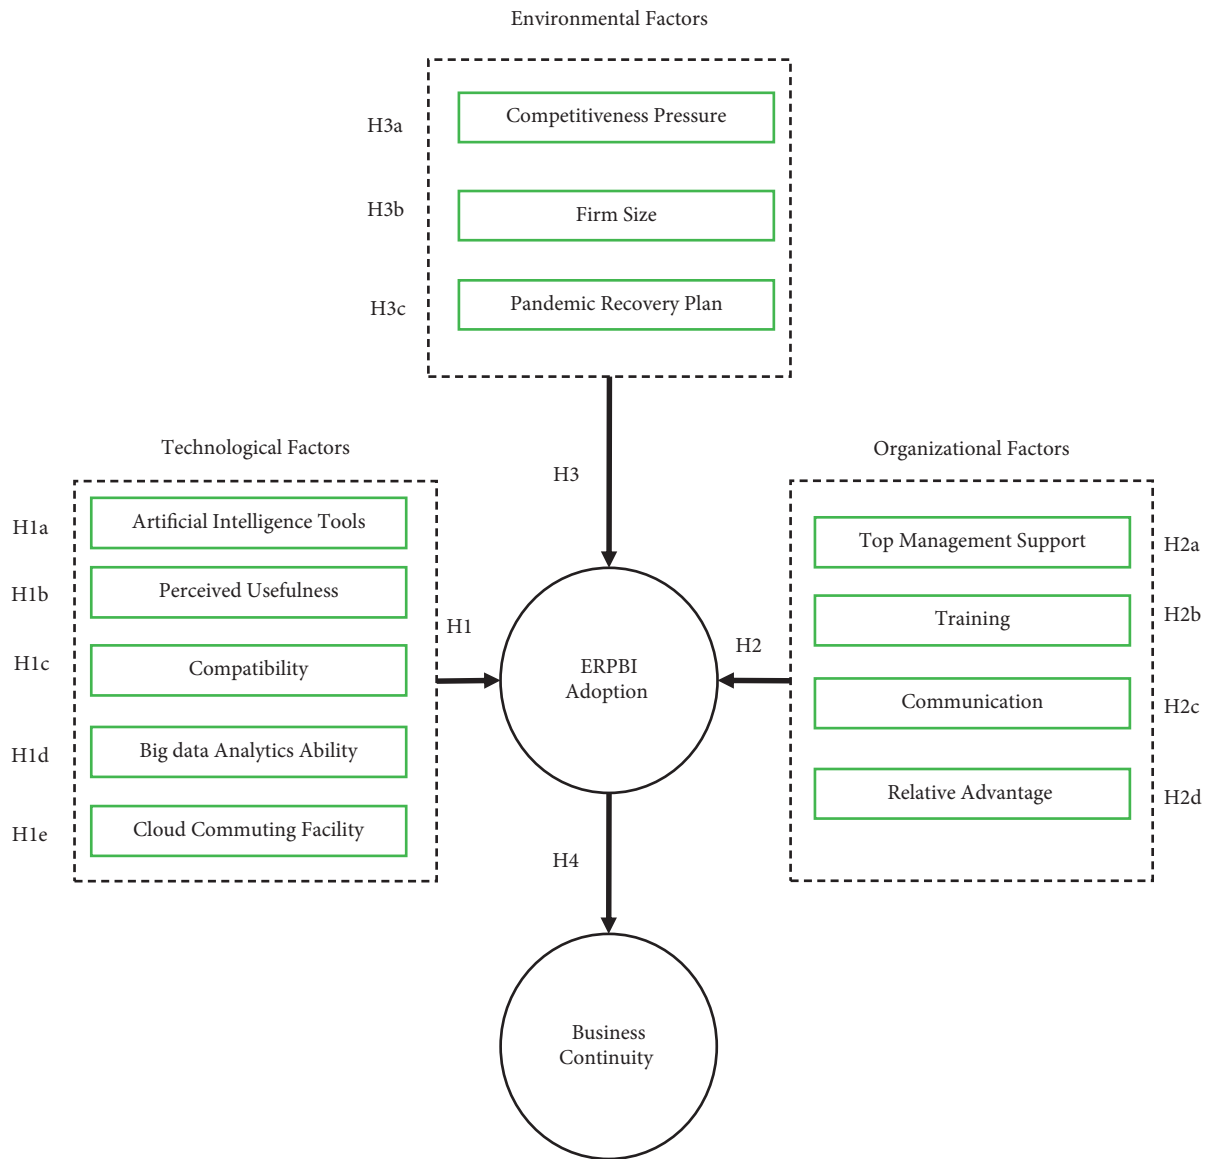 Environmental Factors
H3a
Competitiveness Pressure
H3b
Firm Size
H3c
Pandemic Recovery Plan
H3
Technological Factors
H1a
Artificial Intelligence Tools
H1b
Perceived Usefulness
H1c
Compatibility
H1d
Big data Analytics Ability
H1e
Cloud Commuting Facility
H1
ERPBI
Adoption
H2
Organizational Factors
Top Management Support
H2a
Training
H2b
Communication
H2c
Relative Advantage
H2d
H4
Business
Continuity